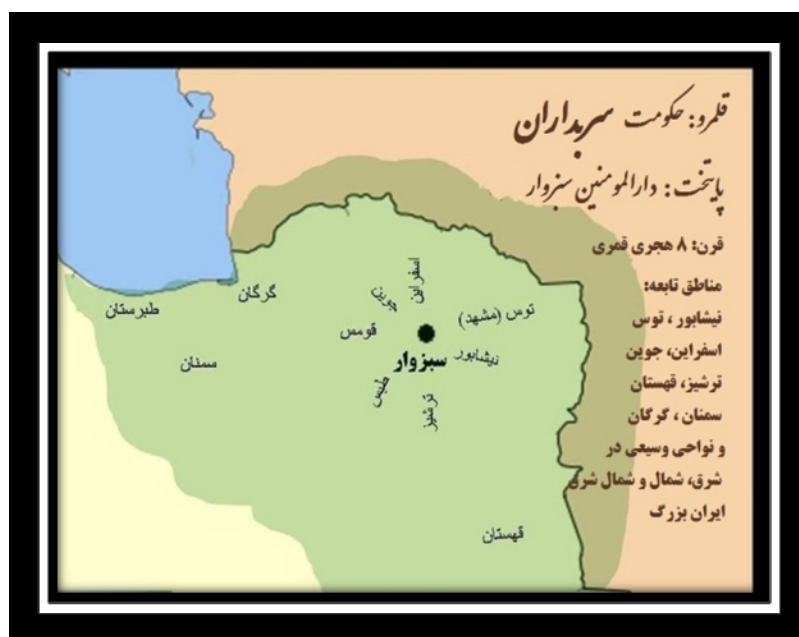 قلمرو: حکومت سربداران
پایتخت: دارالمومنین سبزوار
قرن: ۸ هجری قمری
مناطق تابعه:
نیشابور ، توس
اسفراین، جوین
ترشیز، قهستان
سمنان ، گرگان
و نواحی وسیعی در
شرق، شمال و شمال شرق
ایران بزرگ
اسفراین
جوین
گرگان
طبرستان
توس (مشهد)
قومس
سبزوار
نیشابور
سمنان
طبس
ترشیز
قهستان